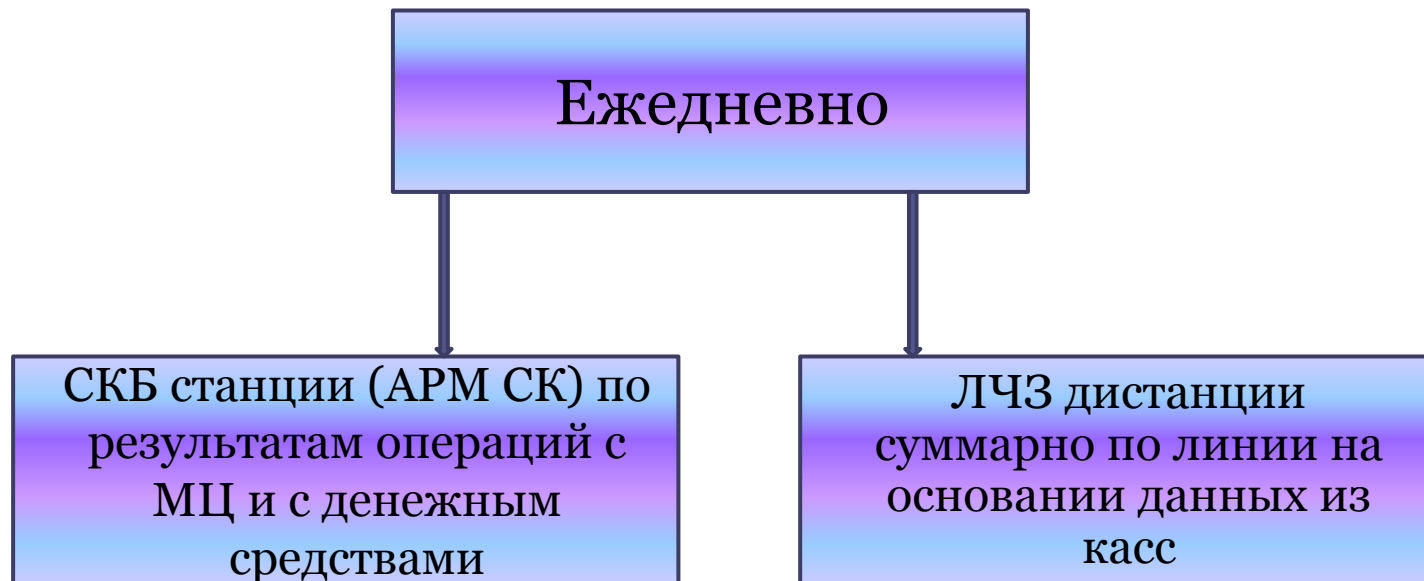 Ежедневно
СКБ станции (АРМ СК) по
результатам операций с
МЦ и с денежным
средствами
ЛЧЗ дистанции
суммарно по линии на
основании данных из
касс